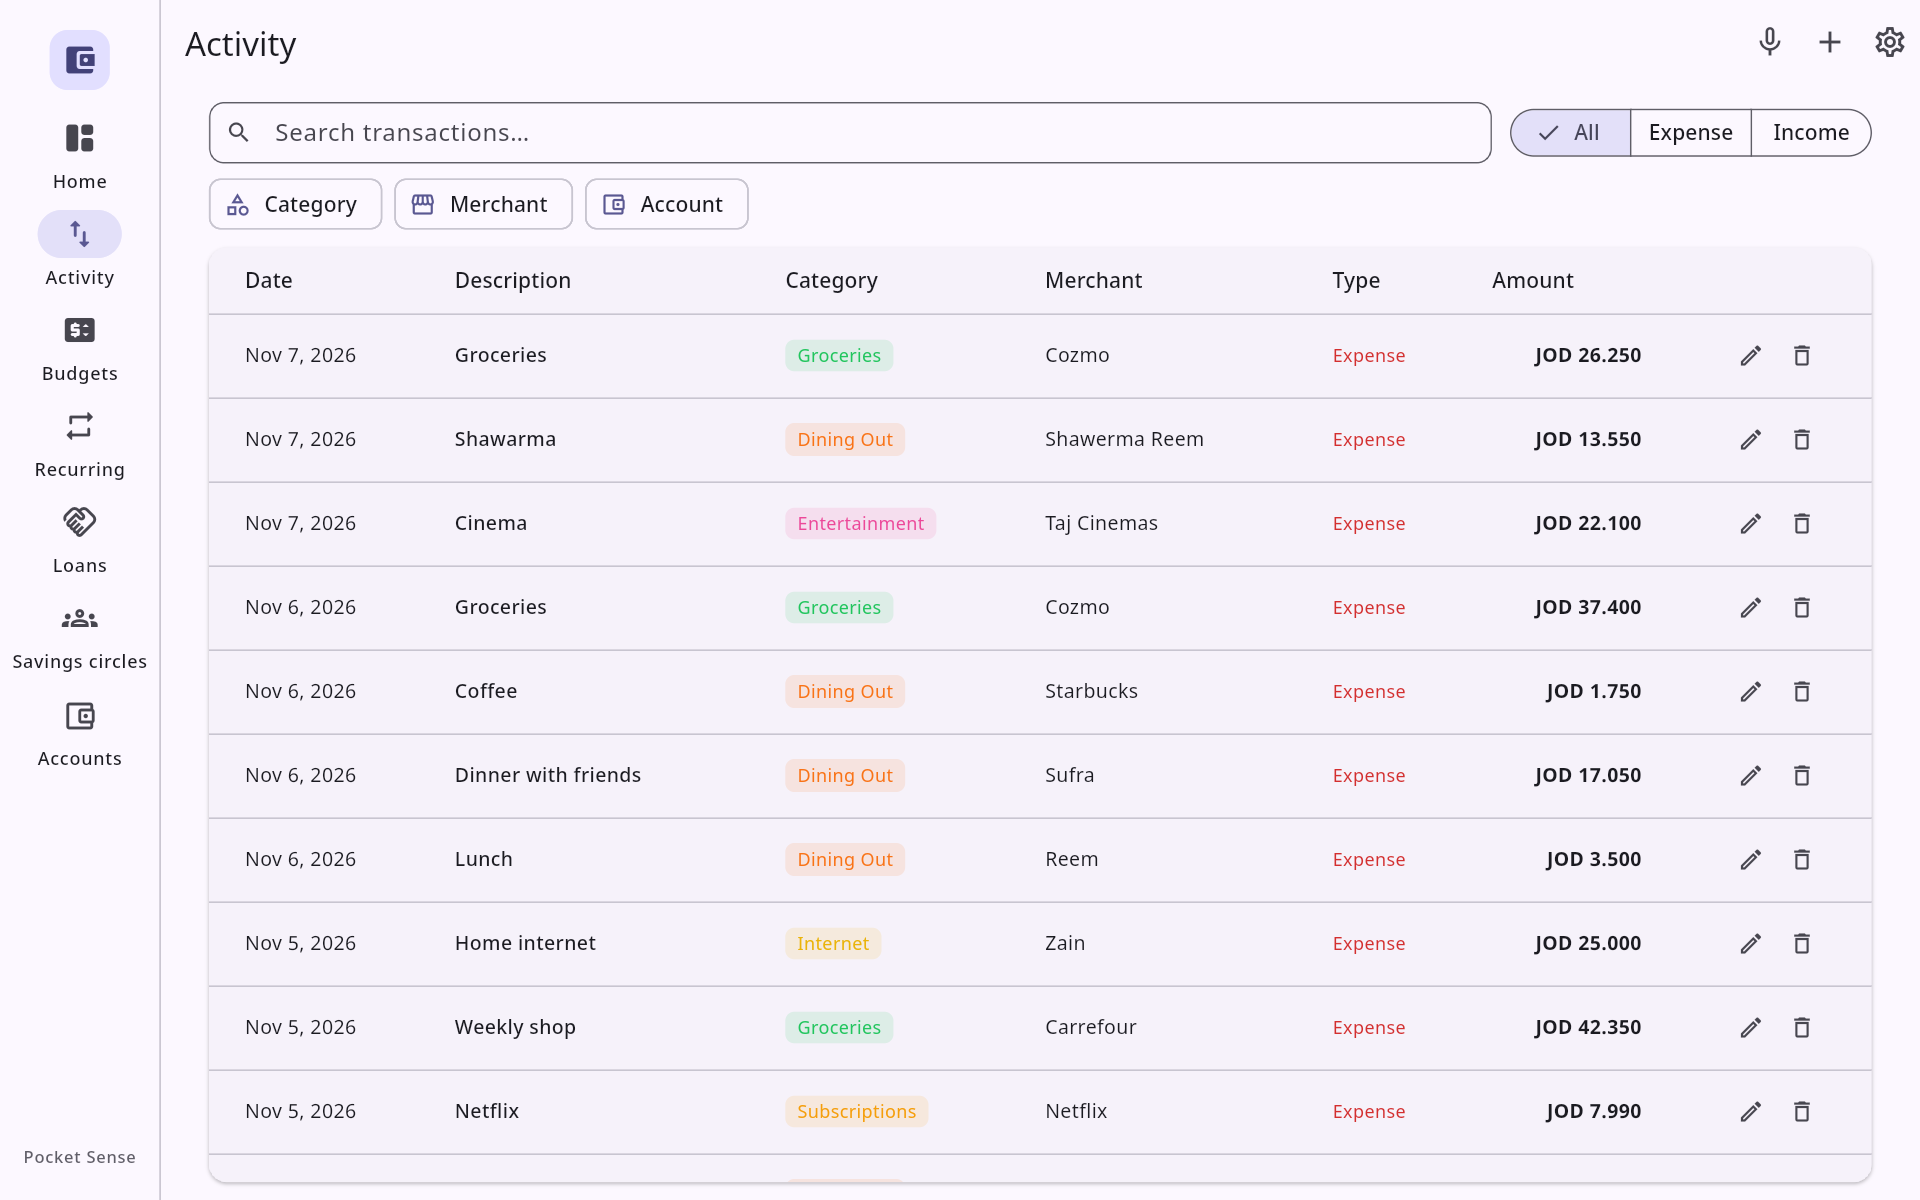 Activity
Search transactions...
All
Expense
Income
Category
Merchant
Account
Home
Activity
Budgets
Recurring
Loans
Savings circles
Accounts
Pocket Sense
Date Description Category Merchant Type Amount
Nov 7, 2026 Groceries Groceries Cozmo Expense JOD 26.250
Nov 7, 2026 Shawarma Dining Out Shawerma Reem Expense JOD 13.550
Nov 7, 2026 Cinema Entertainment Taj Cinemas Expense JOD 22.100
Nov 6, 2026 Groceries Groceries Cozmo Expense JOD 37.400
Nov 6, 2026 Coffee Dining Out Starbucks Expense JOD 1.750
Nov 6, 2026 Dinner with friends Dining Out Sufra Expense JOD 17.050
Nov 6, 2026 Lunch Dining Out Reem Expense JOD 3.500
Nov 5, 2026 Home internet Internet Zain Expense JOD 25.000
Nov 5, 2026 Weekly shop Groceries Carrefour Expense JOD 42.350
Nov 5, 2026 Netflix Subscriptions Netflix Expense JOD 7.990